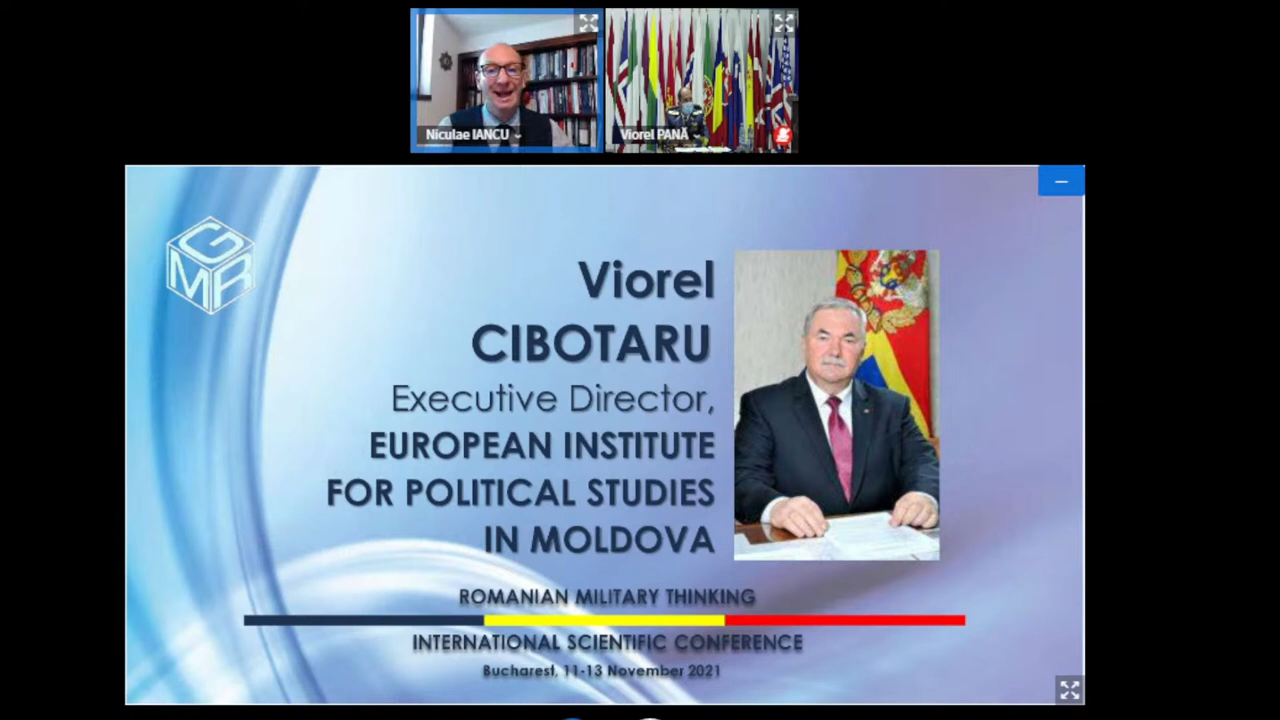 Niculae IANCU
Viorel PANĂ
GMR
Viorel
CIBOTARU
Executive Director,
EUROPEAN INSTITUTE
FOR POLITICAL STUDIES
IN MOLDOVA
ROMANIAN MILITARY THINKING
INTERNATIONAL SCIENTIFIC CONFERENCE
Bucharest, 11-13 November 2021